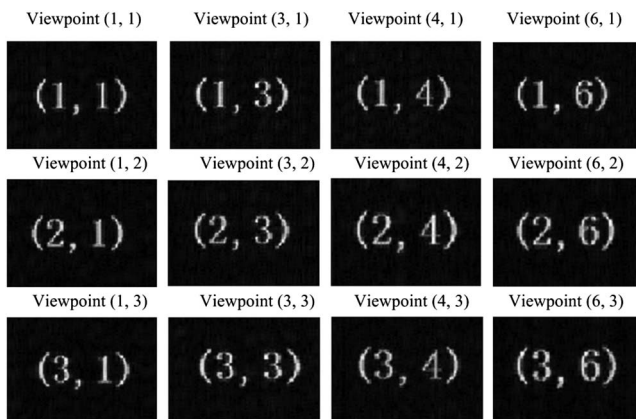 Viewpoint (1, 1) Viewpoint (3, 1) Viewpoint (4, 1) Viewpoint (6, 1)
(1, 1) (1, 3) (1, 4) (1, 6)
Viewpoint (1, 2) Viewpoint (3, 2) Viewpoint (4, 2) Viewpoint (6, 2)
(2, 1) (2, 3) (2, 4) (2, 6)
Viewpoint (1, 3) Viewpoint (3, 3) Viewpoint (4, 3) Viewpoint (6, 3)
(3, 1) (3, 3) (3, 4) (3, 6)